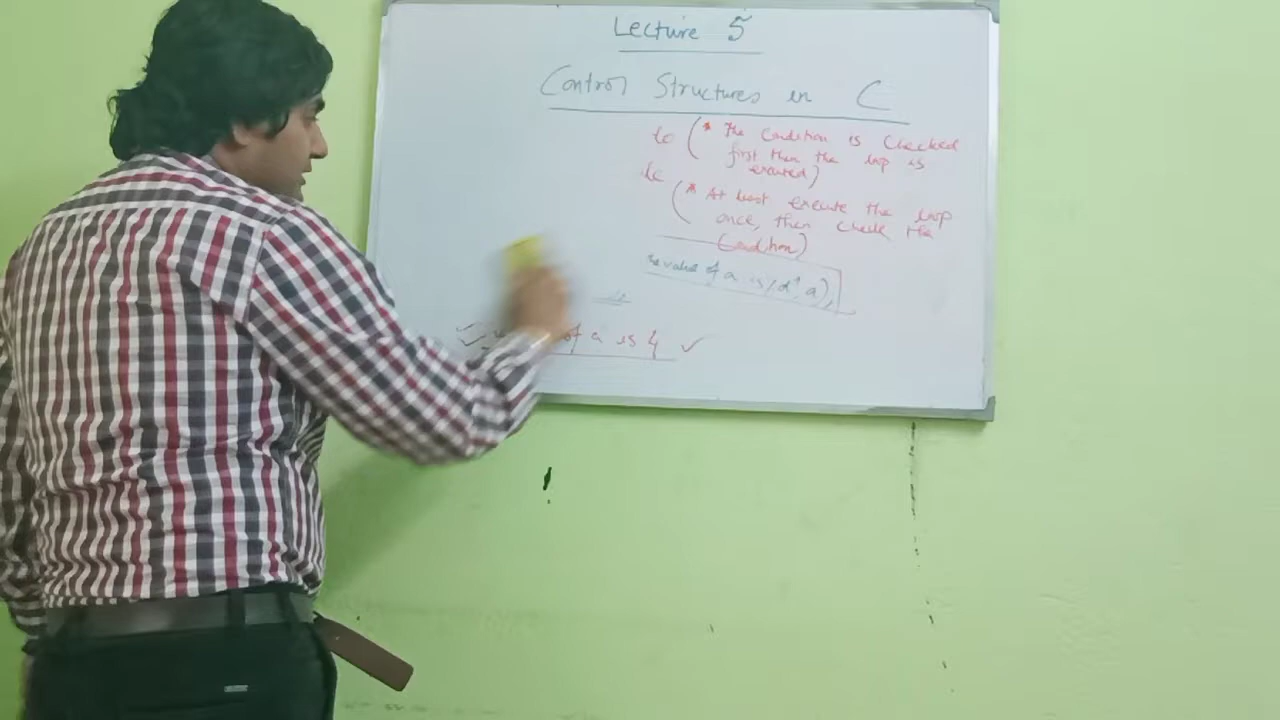 Lecture 5
Control Structures in C
(* The Condition is Checked
first then the loop is
executed)
(* At least execute the loop
once, then check the
Condition)
value of a is %d", a);
of a is 4 ✓